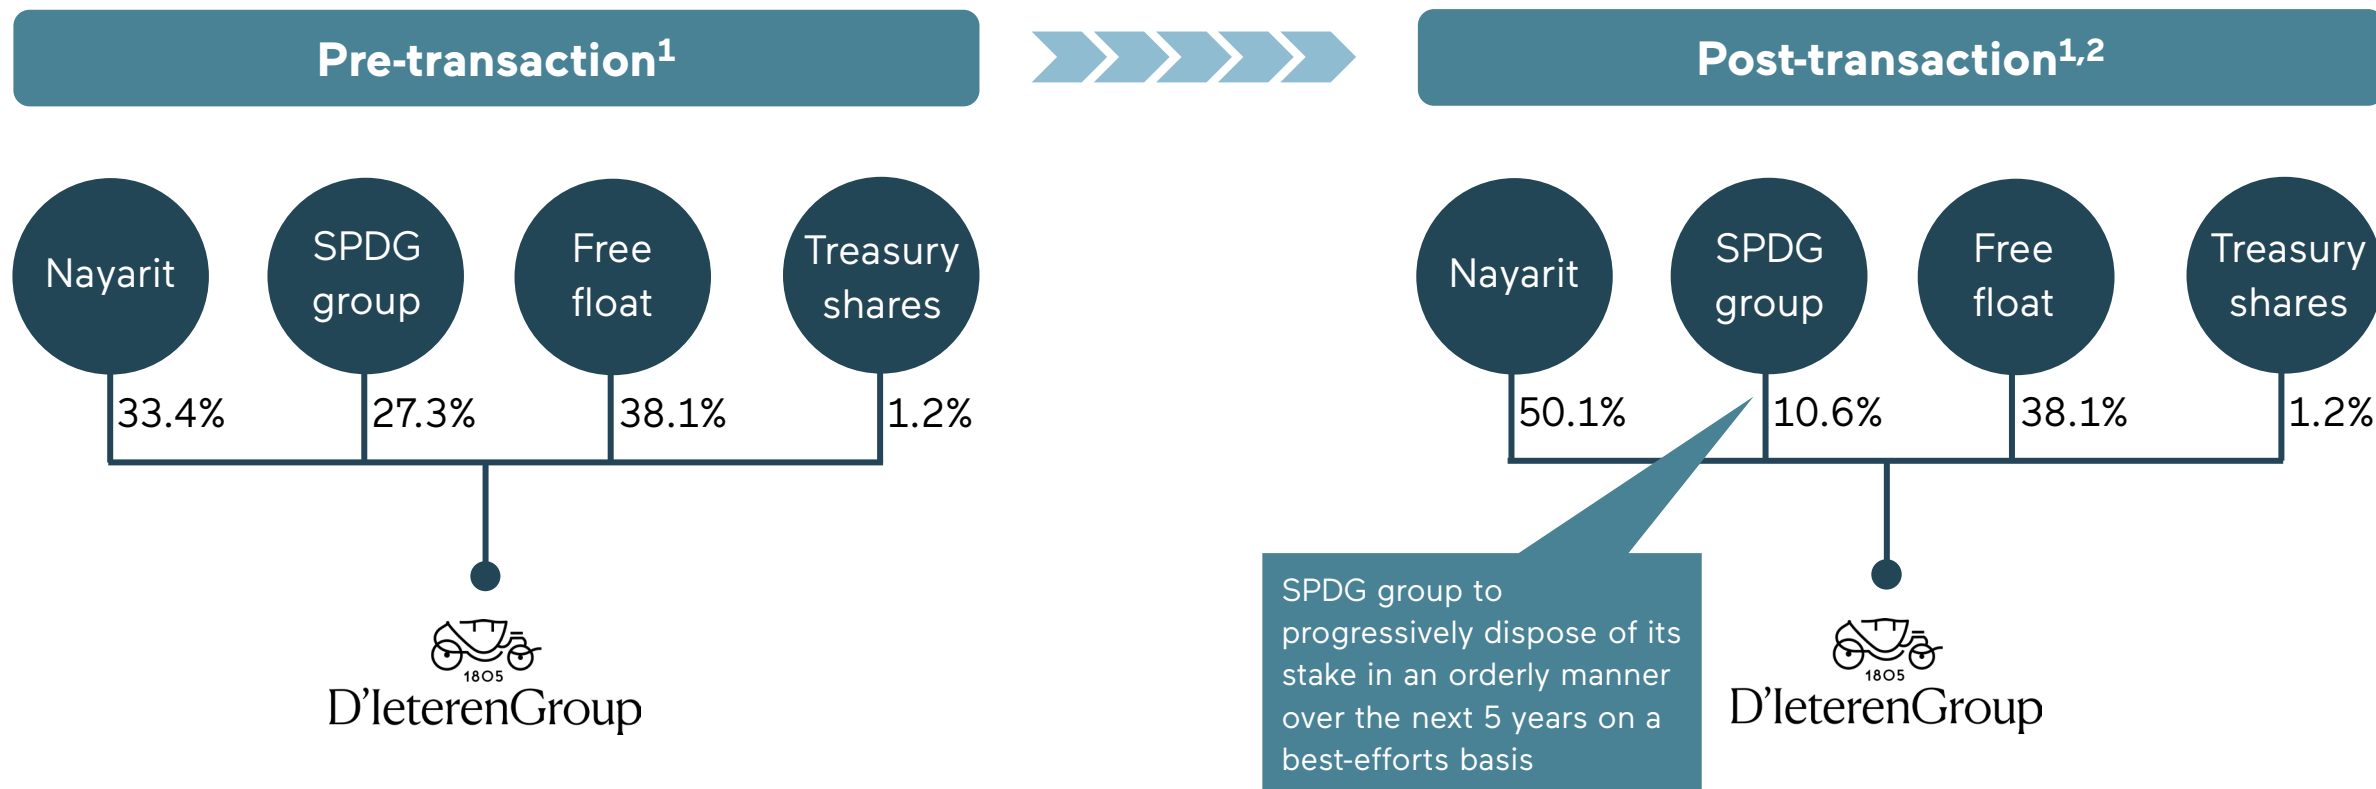 Pre-transaction¹
Post-transaction¹,²
Nayarit
SPDG
group
Free
float
Treasury
shares
33.4%
27.3%
38.1%
1.2%
1805
D'IeterenGroup
Nayarit
SPDG
group
Free
float
Treasury
shares
50.1%
10.6%
38.1%
1.2%
SPDG group to
progressively dispose of its
stake in an orderly manner
over the next 5 years on a
best-efforts basis
1805
D'IeterenGroup